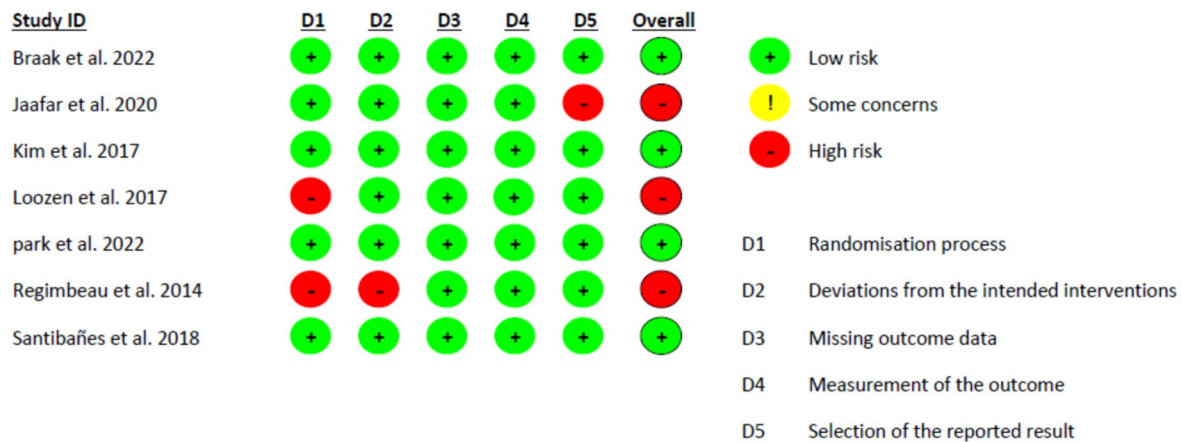 Study ID D1 D2 D3 D4 D5 Overall
Braak et al. 2022 + + + + + +
Jaafar et al. 2020 + + + + - -
Kim et al. 2017 + + + + + +
Loozen et al. 2017 - + + + + -
park et al. 2022 + + + + + +
Regimbeau et al. 2014 - - + + + -
Santibañes et al. 2018 + + + + + +
+ Low risk
! Some concerns
- High risk
D1 Randomisation process
D2 Deviations from the intended interventions
D3 Missing outcome data
D4 Measurement of the outcome
D5 Selection of the reported result